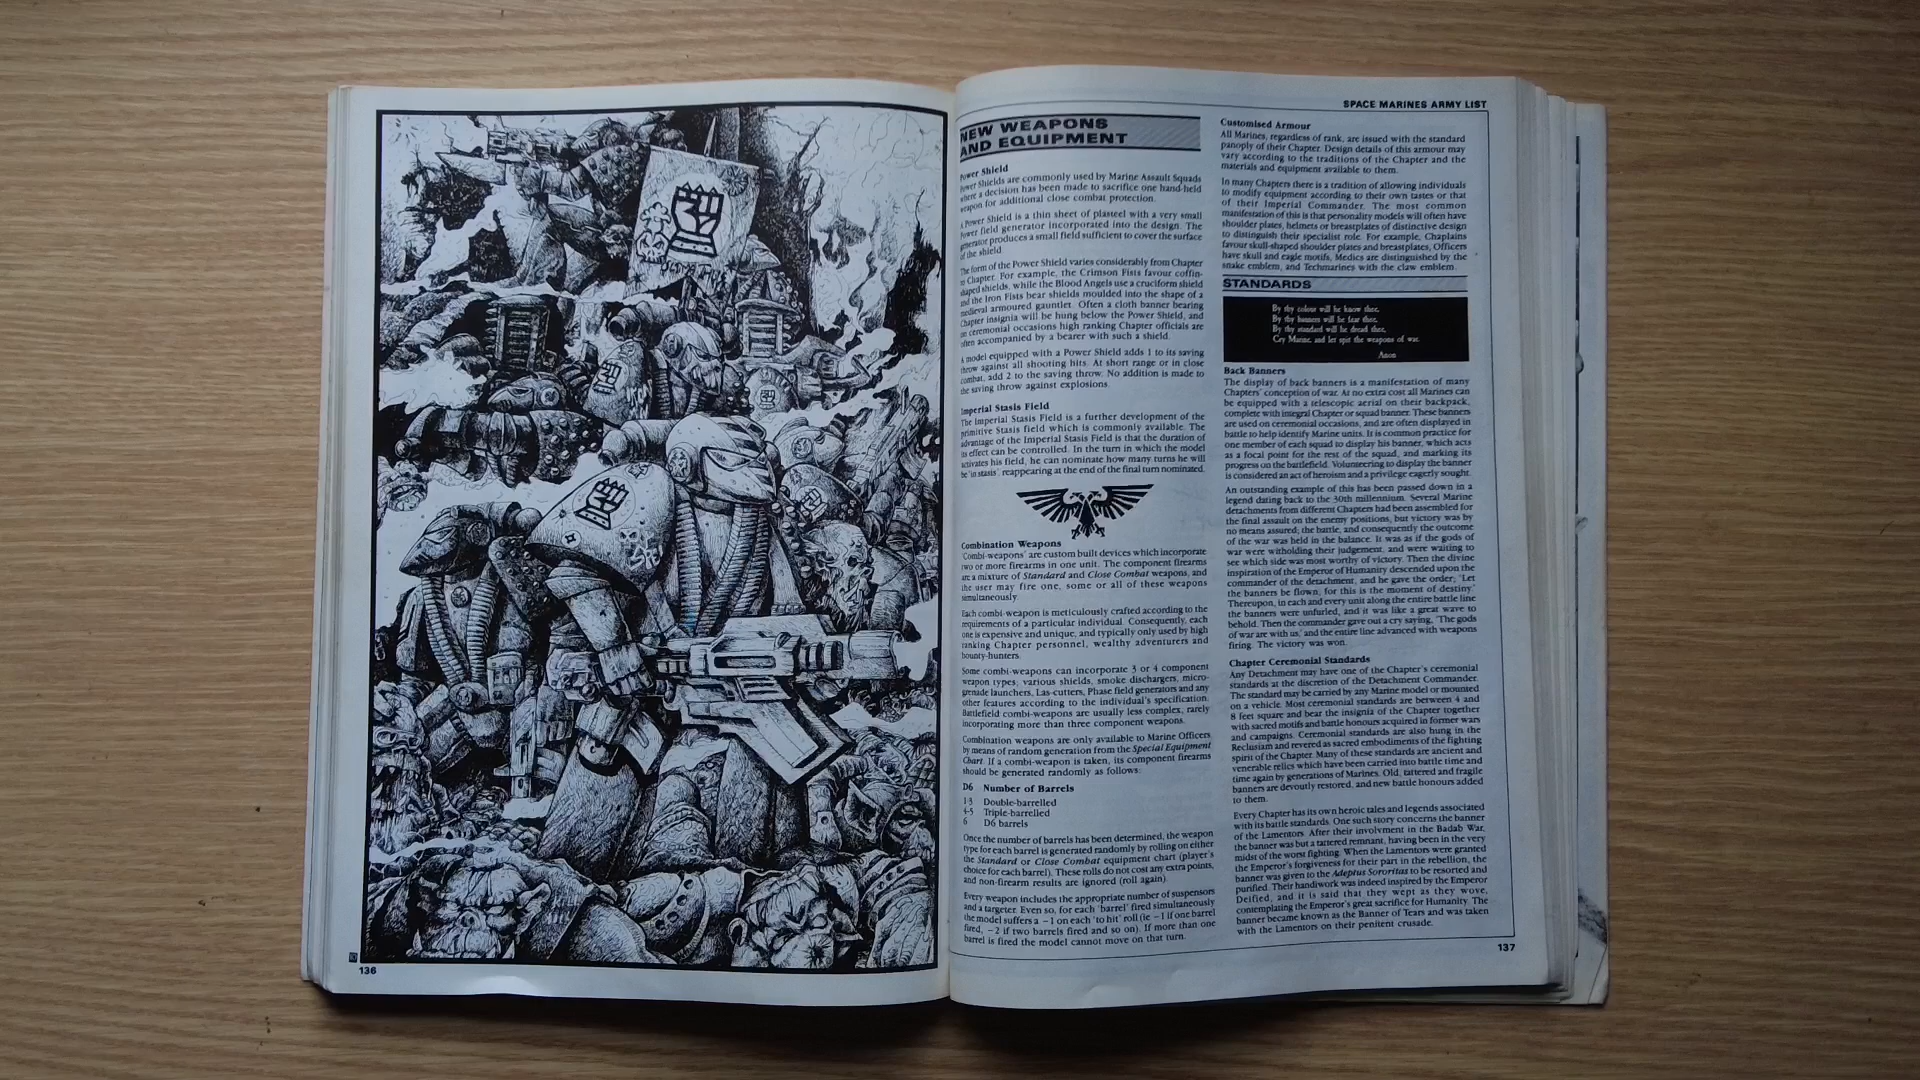 136
SPACE MARINES ARMY LIST
NEW WEAPONS
AND EQUIPMENT
Power Shield
Power Shields are commonly used by Marine Assault Squads
where a decision has been made to sacrifice one hand-held
weapon for additional close combat protection.
A Power Shield is a thin sheet of plasteel with a very small
Power field generator incorporated into the design. The
generator produces a small field sufficient to cover the surface
of the shield.
The form of the Power Shield varies considerably from Chapter
to Chapter. For example, the Crimson Fists favour coffin-
shaped shields, while the Blood Angels use a cruciform shield
and the Iron Fists bear shields moulded into the shape of a
medieval armoured gauntlet. Often a cloth banner bearing
Chapter insignia will be hung below the Power Shield, and
on ceremonial occasions high ranking Chapter officials are
often accompanied by a bearer with such a shield.
A model equipped with a Power Shield adds 1 to its saving
throw against all shooting hits. At short range or in close
combat, add 2 to the saving throw. No addition is made to
the saving throw against explosions.
Imperial Stasis Field
The Imperial Stasis Field is a further development of the
primitive Stasis field which is commonly available. The
advantage of the Imperial Stasis Field is that the duration of
its effect can be controlled. In the turn in which the model
activates his field, he can nominate how many turns he will
be 'in stasis', reappearing at the end of the final turn nominated.
Combination Weapons
'Combi-weapons' are custom built devices which incorporate
two or more firearms in one unit. The component firearms
are a mixture of Standard and Close Combat weapons, and
the user may fire one, some or all of these weapons
simultaneously.
Each combi-weapon is meticulously crafted according to the
requirements of a particular individual. Consequently, each
one is expensive and unique, and typically only used by high
ranking Chapter personnel, wealthy adventurers and
bounty-hunters.
Some combi-weapons can incorporate 3 or 4 component
weapon types, various shields, smoke dischargers, micro-
grenade launchers, Las-cutters, Phase field generators and any
other features according to the individual's specification.
Battlefield combi-weapons are usually less complex, rarely
incorporating more than three component weapons.
Combination weapons are only available to Marine Officers
by means of random generation from the Special Equipment
Chart. If a combi-weapon is taken, its component firearms
should be generated randomly as follows:
D6 Number of Barrels
1-3 Double-barrelled
4-5 Triple-barrelled
6 D6 barrels
Once the number of barrels has been determined, the weapon
type for each barrel is generated randomly by rolling on either
the Standard or Close Combat equipment chart (player's
choice for each barrel). These rolls do not cost any extra points,
and non-firearm results are ignored (roll again).
Every weapon includes the appropriate number of suspensors
and a targeter. Even so, for each 'barrel' fired simultaneously
the model suffers a -1 on each 'to hit' roll (ie -1 if one barrel
fired, -2 if two barrels fired and so on). If more than one
barrel is fired the model cannot move on that turn.
Customised Armour
All Marines, regardless of rank, are issued with the standard
panoply of their Chapter. Design details of this armour may
vary according to the traditions of the Chapter and the
materials and equipment available to them.
In many Chapters there is a tradition of allowing individuals
to modify equipment according to their own tastes or that
of their Imperial Commander. The most common
manifestation of this is that personality models will often have
shoulder plates, helmets or breastplates of distinctive design
to distinguish their specialist role. For example, Chaplains
favour skull-shaped shoulder plates and breastplates, Officers
have skull and eagle motifs, Medics are distinguished by the
snake emblem, and Techmarines with the claw emblem.
STANDARDS
By thy colour will he know thee,
By thy banners will he fear thee,
By thy standard will he dread thee,
Cry Marine, and let spit the weapons of war.
Anon
Back Banners
The display of back banners is a manifestation of many
Chapters' conception of war. At no extra cost all Marines can
be equipped with a telescopic aerial on their backpack,
complete with integral Chapter or squad banner. These banners
are used on ceremonial occasions, and are often displayed in
battle to help identify Marine units. It is common practice for
one member of each squad to display his banner, which acts
as a focal point for the rest of the squad, and marking its
progress on the battlefield. Volunteering to display the banner
is considered an act of heroism and a privilege eagerly sought.
An outstanding example of this has been passed down in a
legend dating back to the 30th millennium. Several Marine
detachments from different Chapters had been assembled for
the final assault on the enemy positions, but victory was by
no means assured; the battle, and consequently the outcome
of the war was held in the balance. It was as if the gods of
war were witholding their judgement, and were waiting to
see which side was most worthy of victory. Then the divine
inspiration of the Emperor of Humanity descended upon the
commander of the detachment, and he gave the order; 'Let
the banners be flown, for this is the moment of destiny.'
Thereupon, in each and every unit along the entire battle line
the banners were unfurled, and it was like a great wave to
behold. Then the commander gave out a cry saying, 'The gods
of war are with us,' and the entire line advanced with weapons
firing. The victory was won.
Chapter Ceremonial Standards
Any Detachment may have one of the Chapter's ceremonial
standards at the discretion of the Detachment Commander.
The standard may be carried by any Marine model or mounted
on a vehicle. Most ceremonial standards are between 4 and
8 feet square and bear the insignia of the Chapter together
with sacred motifs and battle honours acquired in former wars
and campaigns. Ceremonial standards are also hung in the
Reclusiam and revered as sacred embodiments of the fighting
spirit of the Chapter. Many of these standards are ancient and
venerable relics which have been carried into battle time and
time again by generations of Marines. Old, tattered and fragile
banners are devoutly restored, and new battle honours added
to them.
Every Chapter has its own heroic tales and legends associated
with its battle standards. One such story concerns the banner
of the Lamentors. After their involvment in the Badab War,
the banner was but a tattered remnant, having been in the very
midst of the worst fighting. When the Lamentors were granted
the Emperor's forgiveness for their part in the rebellion, the
banner was given to the Adeptus Sororitas to be resorted and
purified. Their handiwork was indeed inspired by the Emperor
Deified, and it is said that they wept as they wove,
contemplating the Emperor's great sacrifice for Humanity. The
banner became known as the Banner of Tears and was taken
with the Lamentors on their penitent crusade.
137